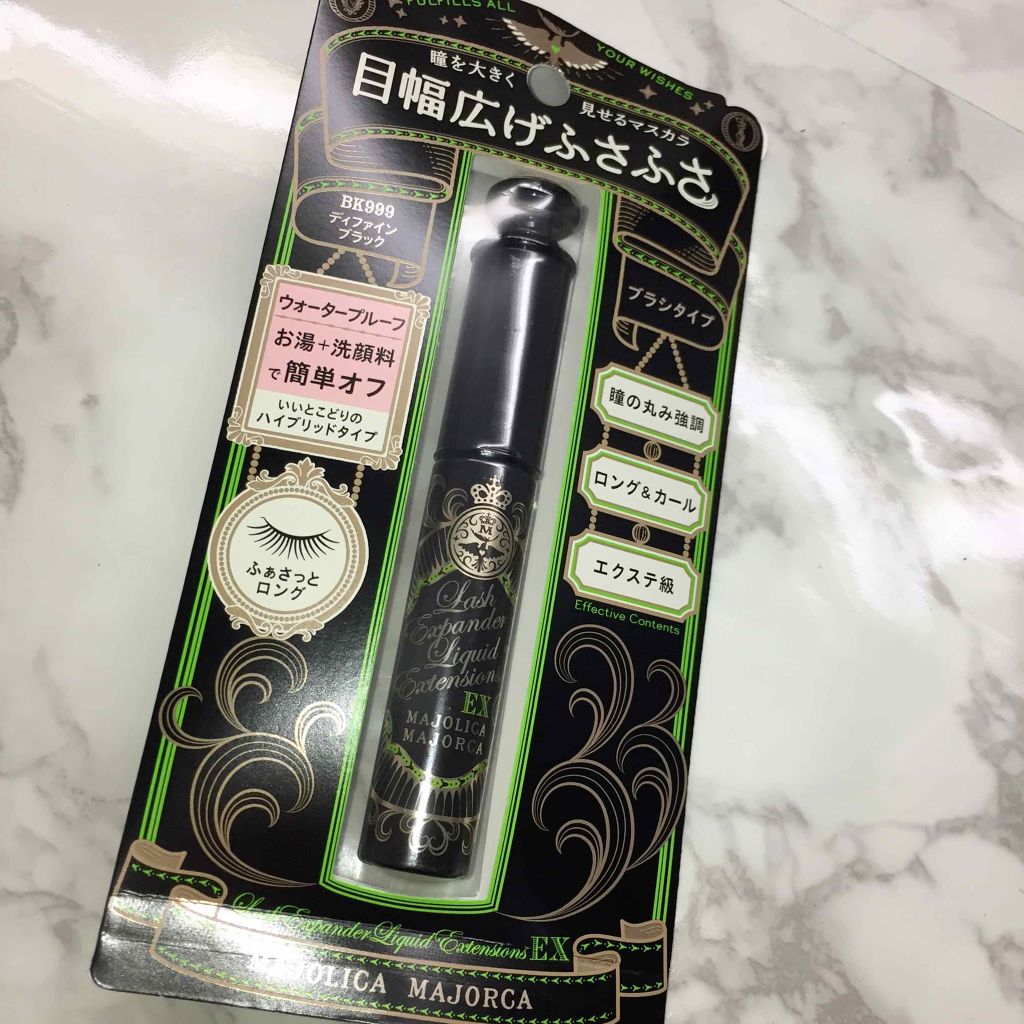 FULFILLS ALL
YOUR WISHES
瞳を大きく
見せるマスカラ
目幅広げふさふさ
BK999
ディファイン
ブラック
ブラシタイプ
ウォータープルーフ
お湯+洗顔料
で簡単オフ
いいとこどりの
ハイブリッドタイプ
ふぁさっと
ロング
瞳の丸み強調
ロング&カール
エクステ級
Effective Contents
M
Lash
Expander
Liquid
Extensions
EX
MAJOLICA
MAJORCA
Lash Expander Liquid Extensions EX
MAJOLICA MAJORCA